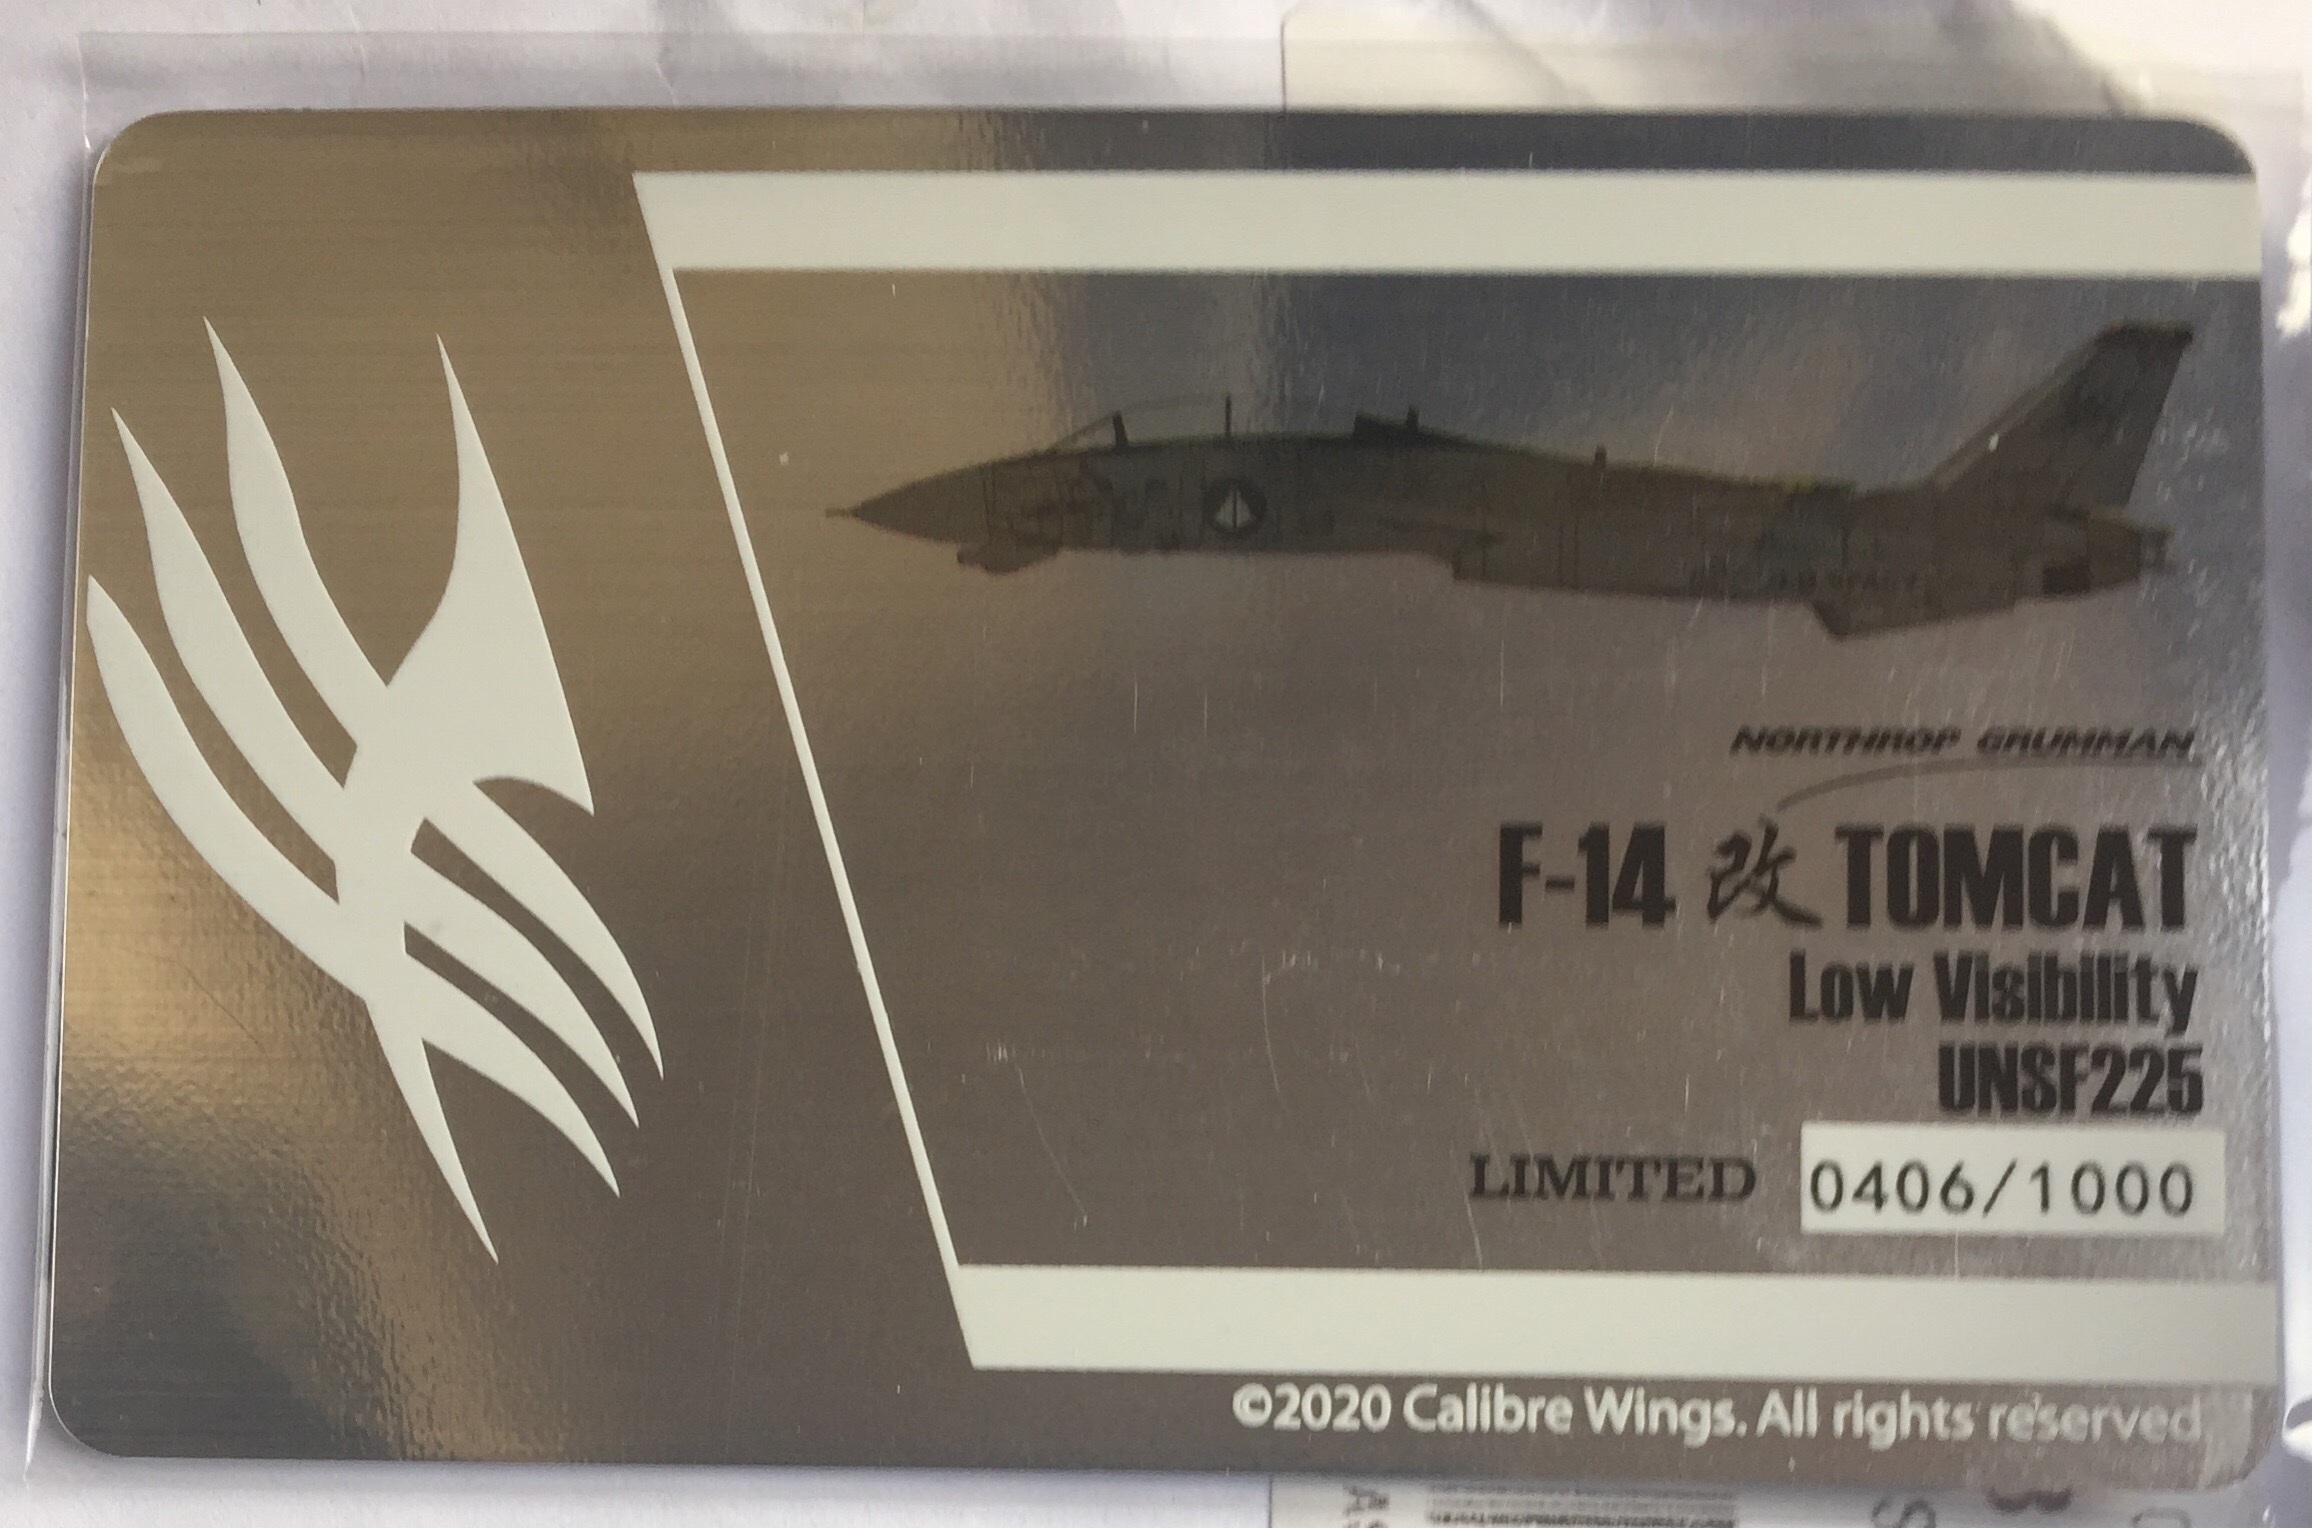 NORTHROP GRUMMAN
F-14 改 TOMCAT
Low Visibility
UNSF225
LIMITED 0406/1000
©2020 Calibre Wings. All rights reserved